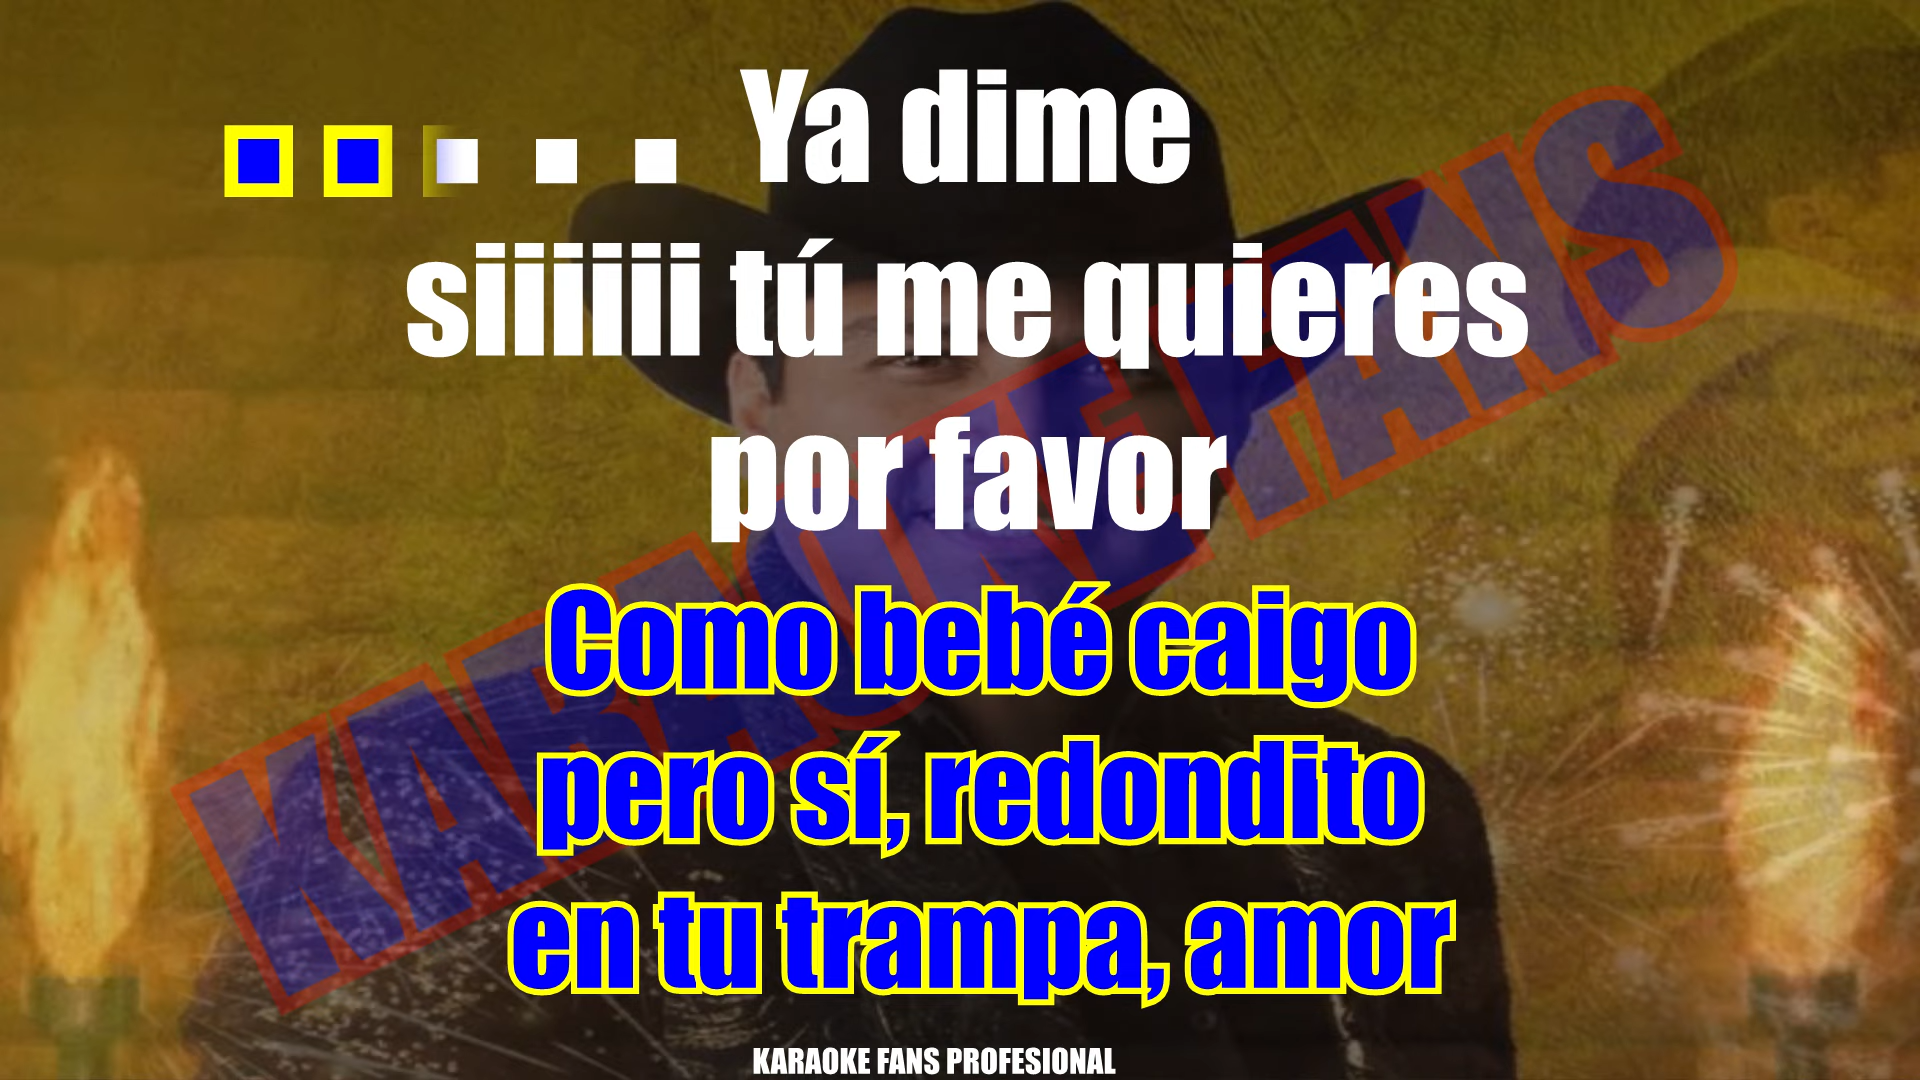 Ya dime
siiiiii tú me quieres
por favor
Como bebé caigo
pero sí, redondito
en tu trampa, amor
KARAOKE FANS
KARAOKE FANS PROFESIONAL